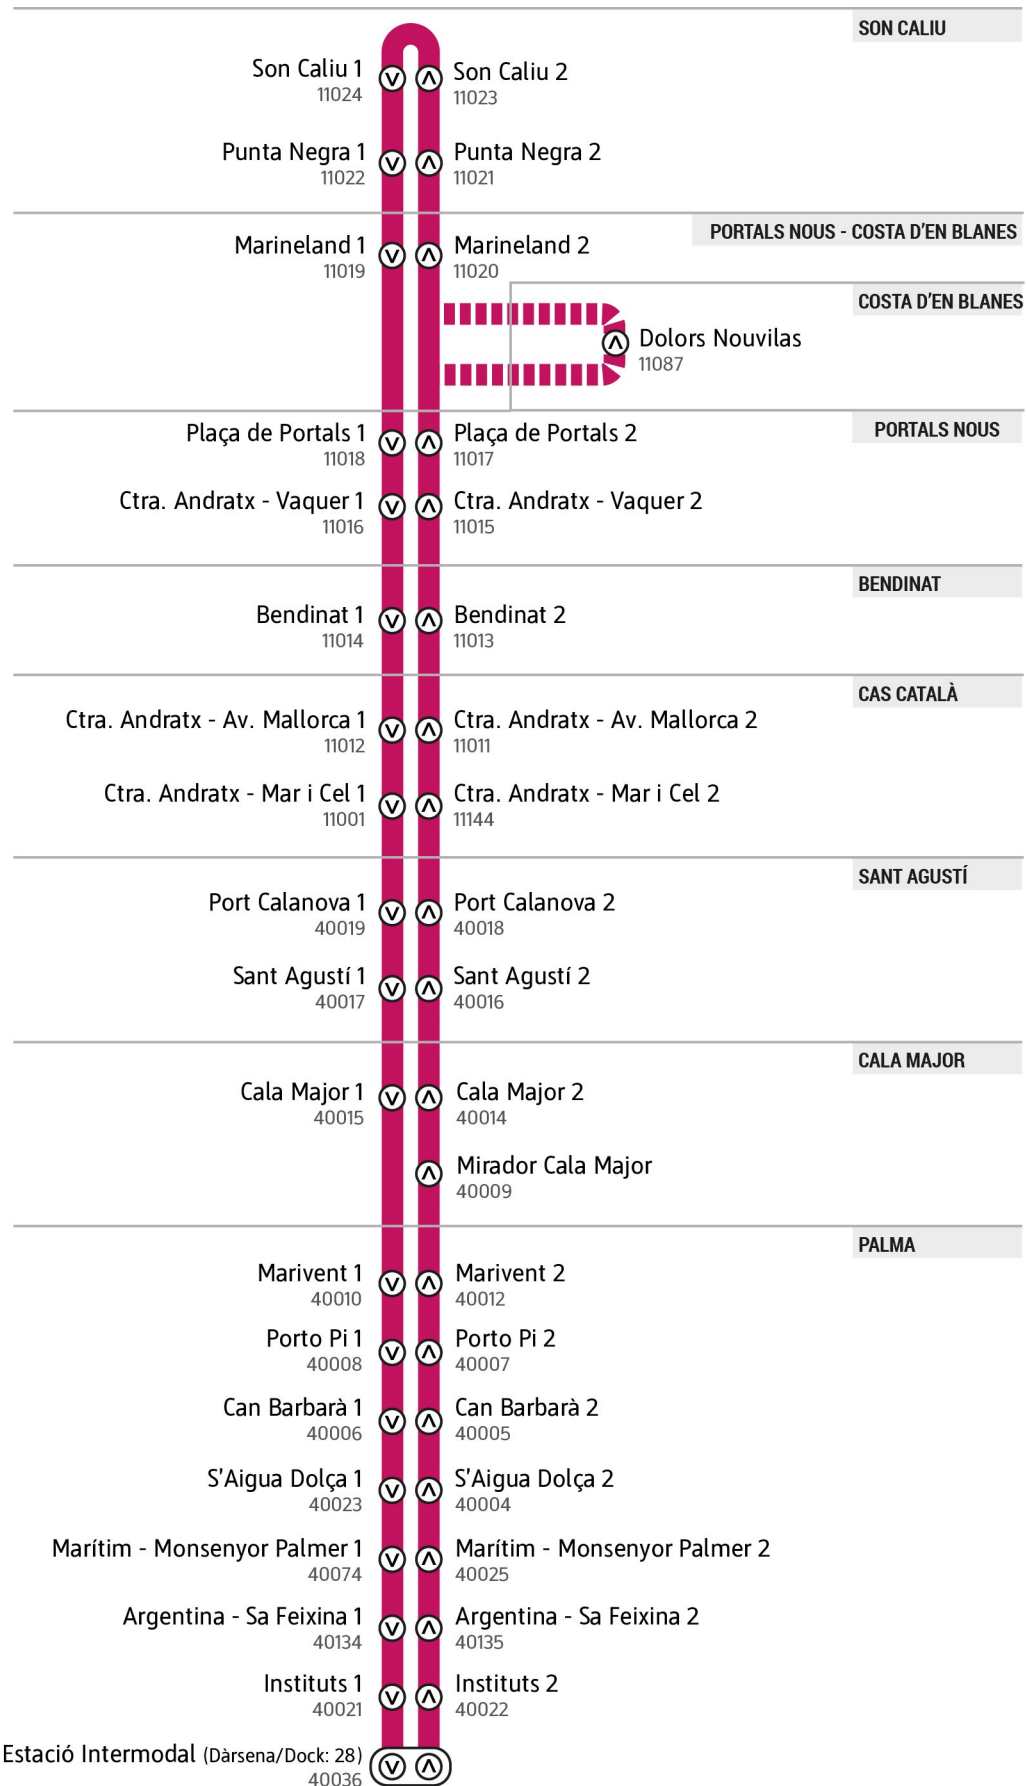 SON CALIU
Son Caliu 1
11024
Son Caliu 2
11023
Punta Negra 1
11022
Punta Negra 2
11021
PORTALS NOUS - COSTA D'EN BLANES
Marineland 1
11019
Marineland 2
11020
COSTA D'EN BLANES
Dolors Nouvilas
11087
PORTALS NOUS
Plaça de Portals 1
11018
Plaça de Portals 2
11017
Ctra. Andratx - Vaquer 1
11016
Ctra. Andratx - Vaquer 2
11015
BENDINAT
Bendinat 1
11014
Bendinat 2
11013
CAS CATALÀ
Ctra. Andratx - Av. Mallorca 1
11012
Ctra. Andratx - Av. Mallorca 2
11011
Ctra. Andratx - Mar i Cel 1
11001
Ctra. Andratx - Mar i Cel 2
11144
SANT AGUSTÍ
Port Calanova 1
40019
Port Calanova 2
40018
Sant Agustí 1
40017
Sant Agustí 2
40016
CALA MAJOR
Cala Major 1
40015
Cala Major 2
40014
Mirador Cala Major
40009
PALMA
Marivent 1
40010
Marivent 2
40012
Porto Pi 1
40008
Porto Pi 2
40007
Can Barbarà 1
40006
Can Barbarà 2
40005
S'Aigua Dolça 1
40023
S'Aigua Dolça 2
40004
Marítim - Monsenyor Palmer 1
40074
Marítim - Monsenyor Palmer 2
40025
Argentina - Sa Feixina 1
40134
Argentina - Sa Feixina 2
40135
Instituts 1
40021
Instituts 2
40022
Estació Intermodal (Dàrsena/Dock: 28)
40036